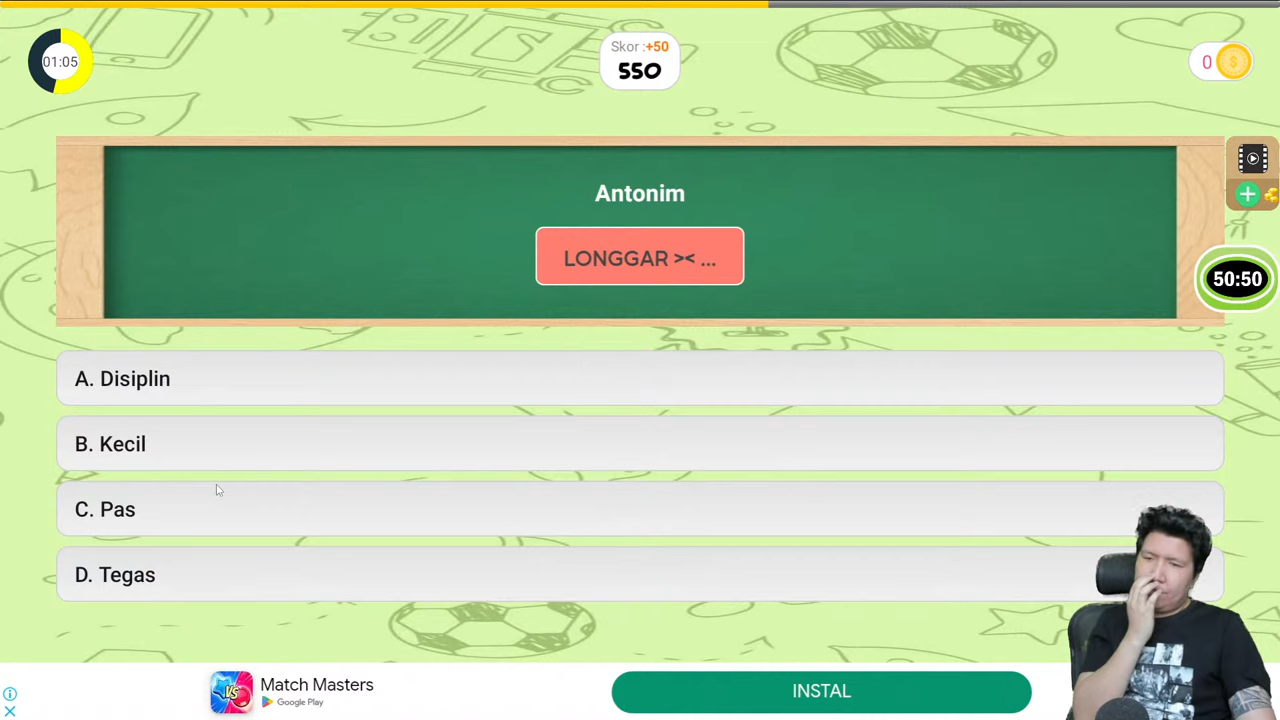 01:05
Skor :+50
550
0
Antonim
LONGGAR >< ...
50:50
A. Disiplin
B. Kecil
C. Pas
D. Tegas
VS
Match Masters
Google Play
INSTAL